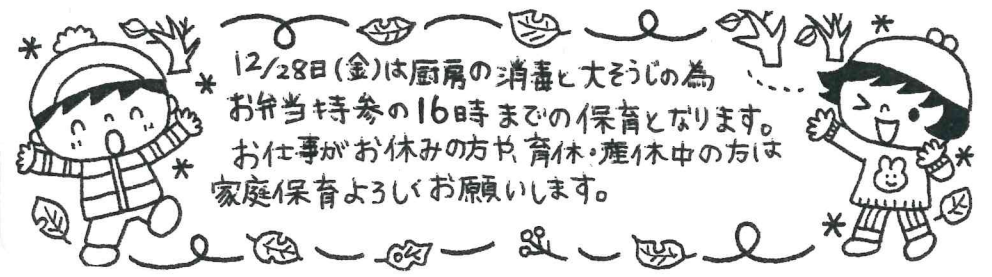 12/28日(金)は厨房の消毒と大そうじの為
お弁当持参の16時までの保育となります。
お仕事がお休みの方や、育休・産休中の方は
家庭保育よろしくお願いします。